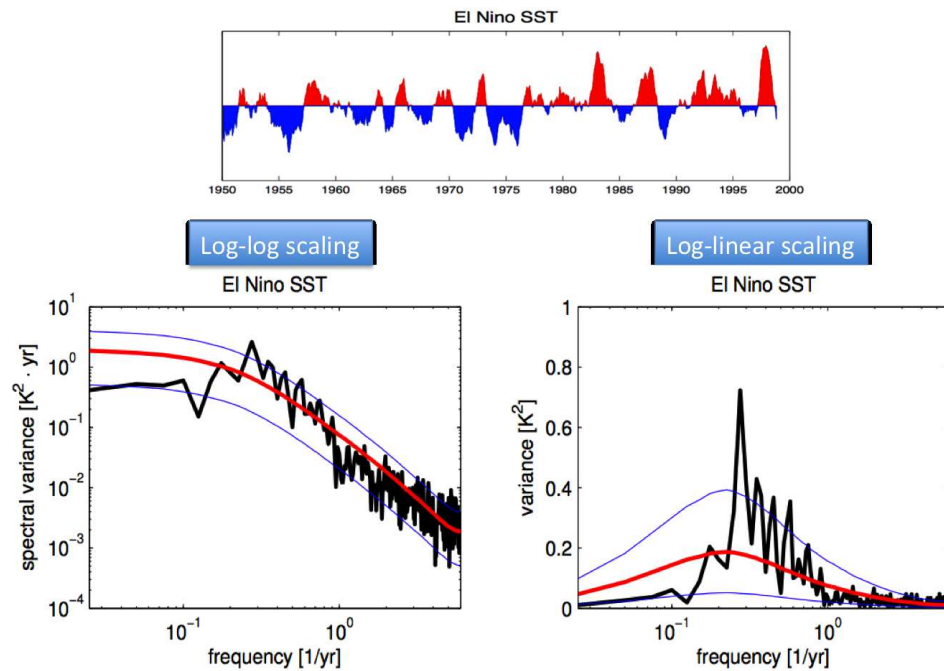 El Nino SST
1950 1955 1960 1965 1970 1975 1980 1985 1990 1995 2000
Log-log scaling
El Nino SST
10^1
10^0
10^-1
10^-2
10^-3
10^-4
spectral variance [K^2 · yr]
10^-1 10^0
frequency [1/yr]
Log-linear scaling
El Nino SST
1
0.8
0.6
0.4
0.2
0
variance [K^2]
10^-1 10^0
frequency [1/yr]